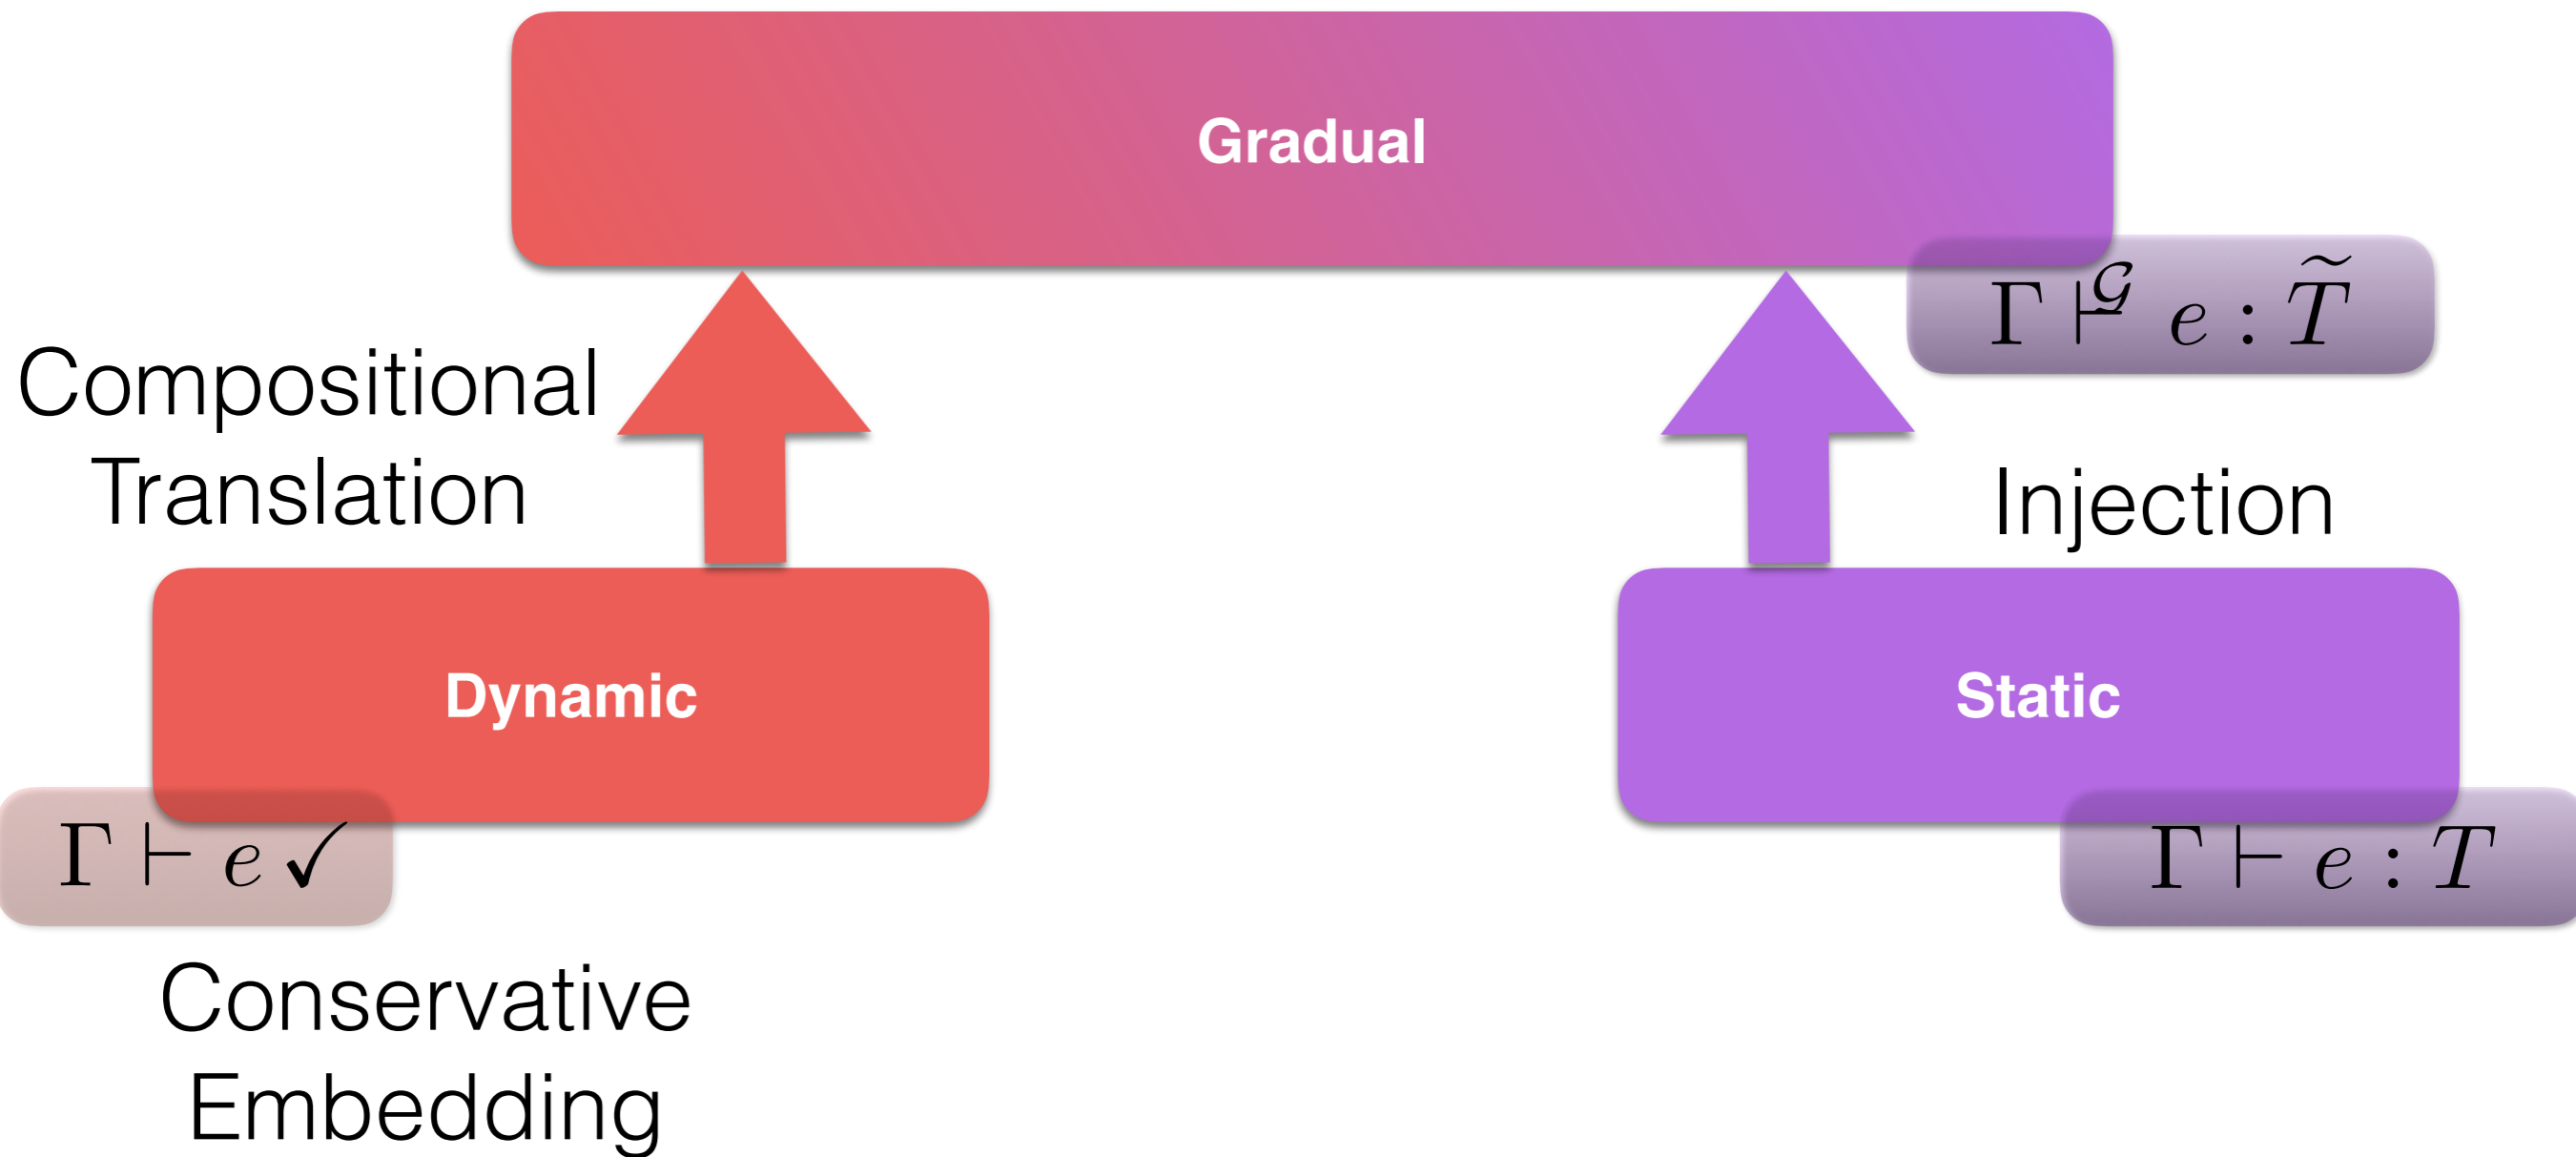 Gradual
Γ ⊢^𝒢 e : T̃
Compositional
Translation
Injection
Dynamic
Static
Γ ⊢ e ✓
Γ ⊢ e : T
Conservative
Embedding